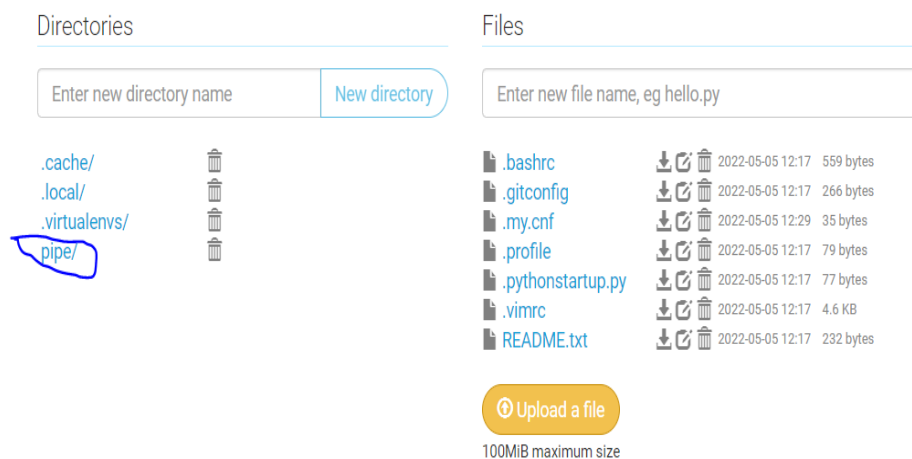 Directories
Enter new directory name
New directory
.cache/
.local/
.virtualenvs/
pipe/
Files
Enter new file name, eg hello.py
.bashrc 2022-05-05 12:17 559 bytes
.gitconfig 2022-05-05 12:17 266 bytes
.my.cnf 2022-05-05 12:29 35 bytes
.profile 2022-05-05 12:17 79 bytes
.pythonstartup.py 2022-05-05 12:17 77 bytes
.vimrc 2022-05-05 12:17 4.6 KB
README.txt 2022-05-05 12:17 232 bytes
Upload a file
100MiB maximum size